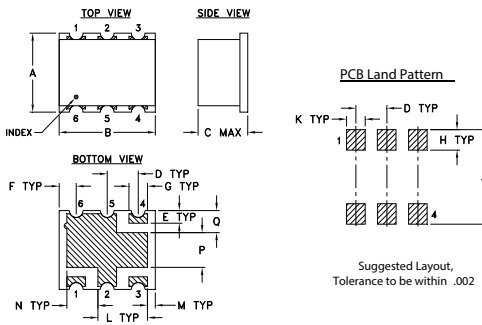 TOP VIEW
SIDE VIEW
1 2 3
A
INDEX
6 5 4
B
C MAX
PCB Land Pattern
D TYP
K TYP
1
H TYP
4
Suggested Layout,
Tolerance to be within .002
BOTTOM VIEW
D TYP
F TYP
G TYP
6 5 4
E TYP
Q
P
1 2 3
N TYP
M TYP
L TYP